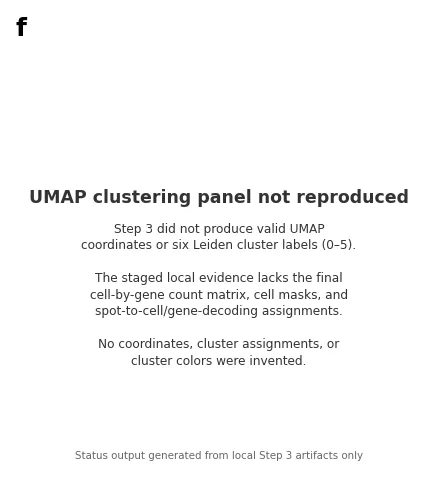 f
UMAP clustering panel not reproduced
Step 3 did not produce valid UMAP
coordinates or six Leiden cluster labels (0–5).
The staged local evidence lacks the final
cell-by-gene count matrix, cell masks, and
spot-to-cell/gene-decoding assignments.
No coordinates, cluster assignments, or
cluster colors were invented.
Status output generated from local Step 3 artifacts only